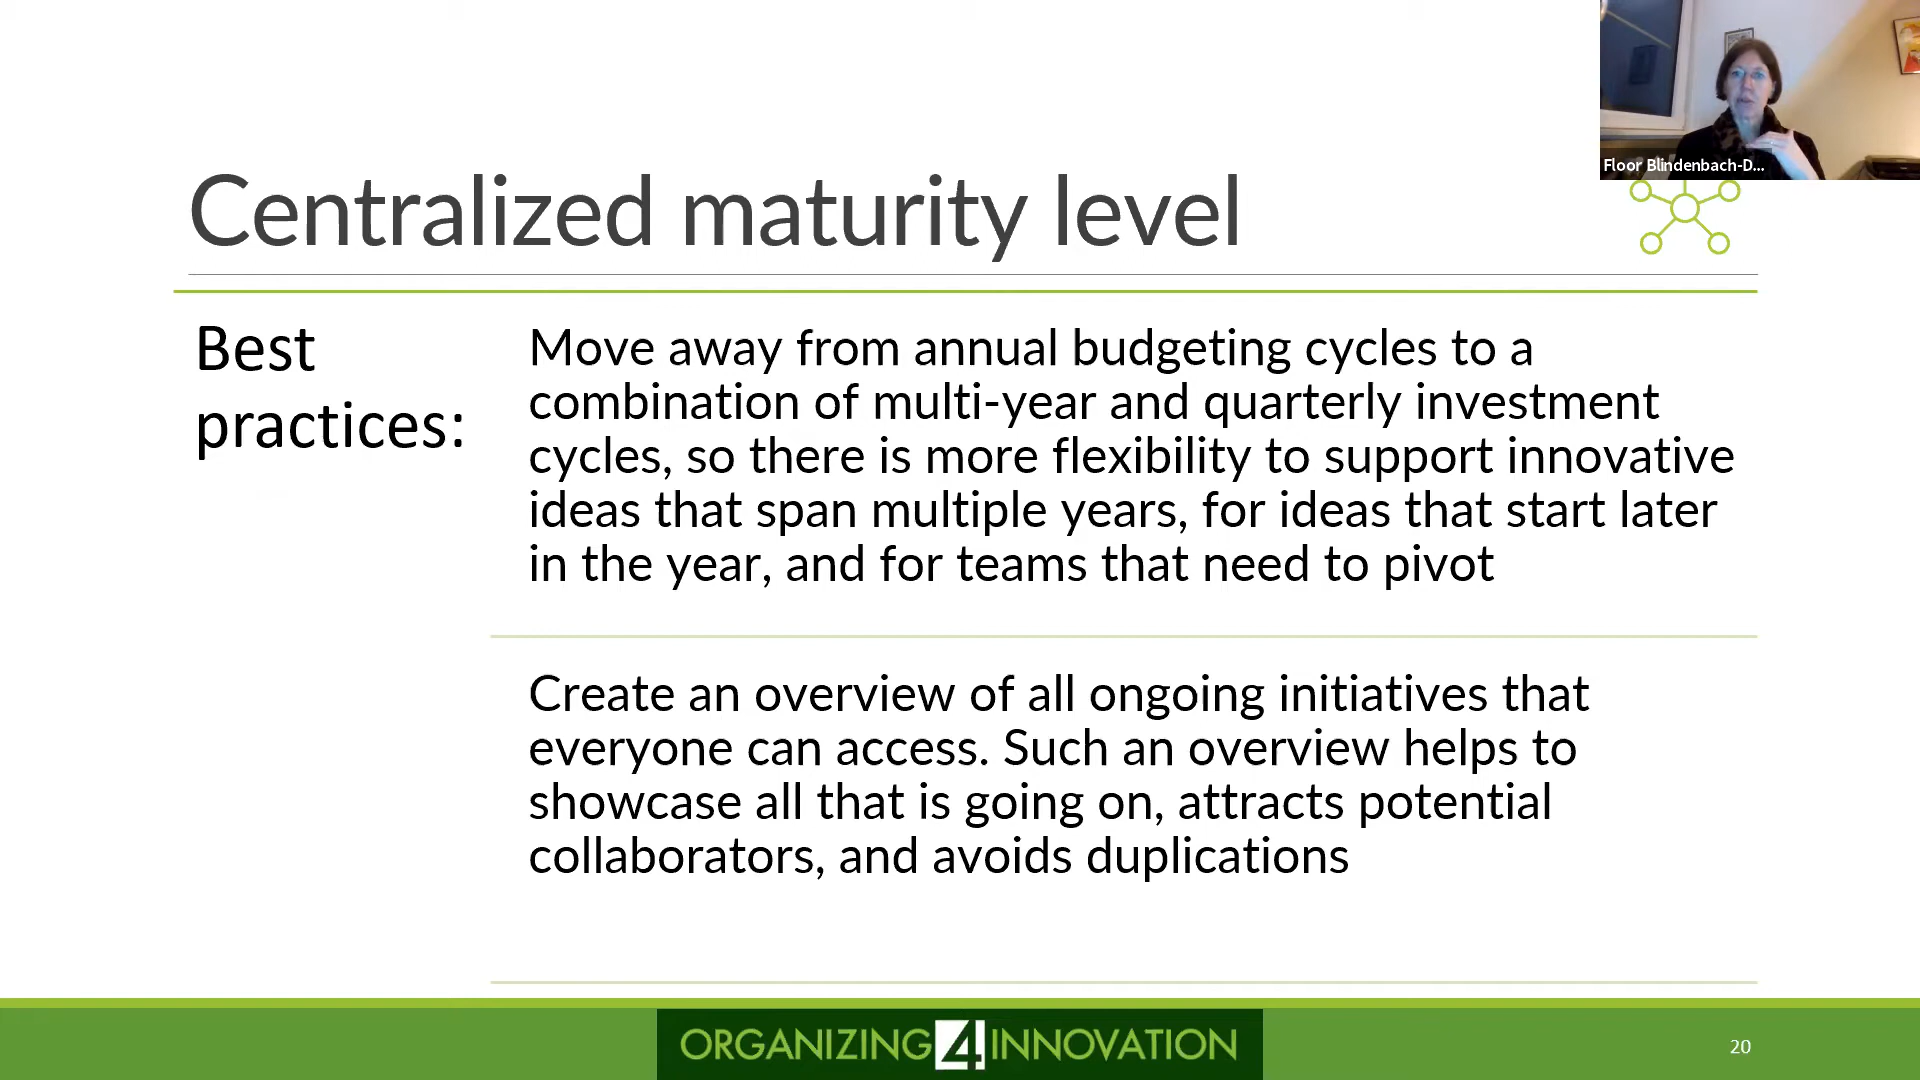 Floor Blindenbach-D...
Centralized maturity level
Best
practices:
Move away from annual budgeting cycles to a
combination of multi-year and quarterly investment
cycles, so there is more flexibility to support innovative
ideas that span multiple years, for ideas that start later
in the year, and for teams that need to pivot
Create an overview of all ongoing initiatives that
everyone can access. Such an overview helps to
showcase all that is going on, attracts potential
collaborators, and avoids duplications
ORGANIZING4INNOVATION
20